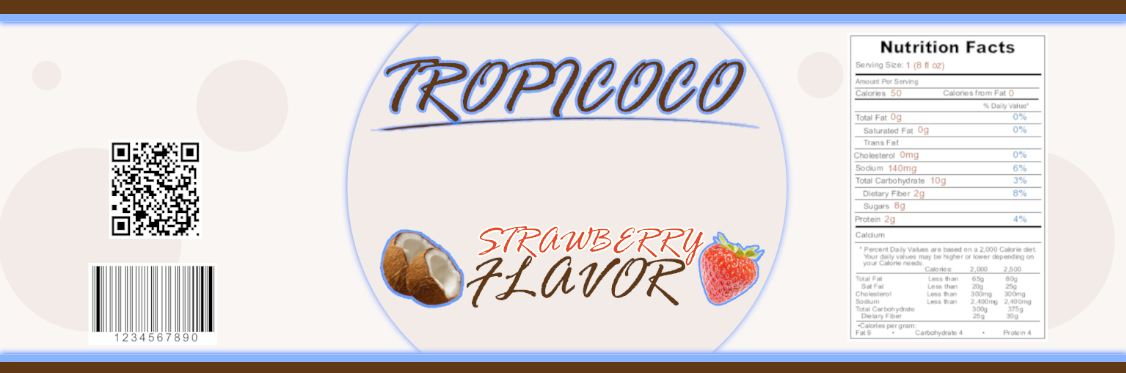 TROPICOCO
STRAWBERRY
FLAVOR
1234567890
Nutrition Facts
Serving Size: 1 (8 fl oz)
Amount Per Serving
Calories 50 Calories from Fat 0
% Daily Value*
Total Fat 0g 0%
Saturated Fat 0g 0%
Trans Fat
Cholesterol 0mg 0%
Sodium 140mg 6%
Total Carbohydrate 10g 3%
Dietary Fiber 2g 8%
Sugars 8g
Protein 2g 4%
Calcium
* Percent Daily Values are based on a 2,000 Calorie diet.
Your daily values may be higher or lower depending on
your Calorie needs.
Calories: 2,000 2,500
Total Fat Less than 65g 80g
Sat Fat Less than 20g 25g
Cholesterol Less than 300mg 300mg
Sodium Less than 2,400mg 2,400mg
Total Carbohydrate 300g 375g
Dietary Fiber 25g 30g
•Calories per gram:
Fat 9 • Carbohydrate 4 • Protein 4